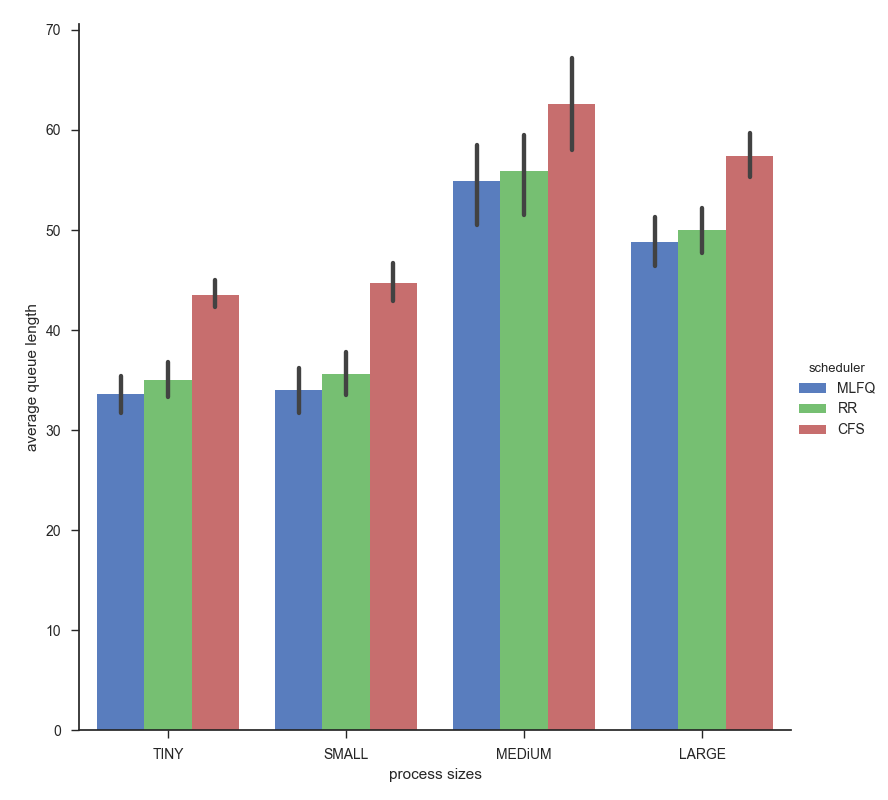 70
60
50
40
30
20
10
0
average queue length
TINY
SMALL
MEDiUM
LARGE
process sizes
scheduler
MLFQ
RR
CFS